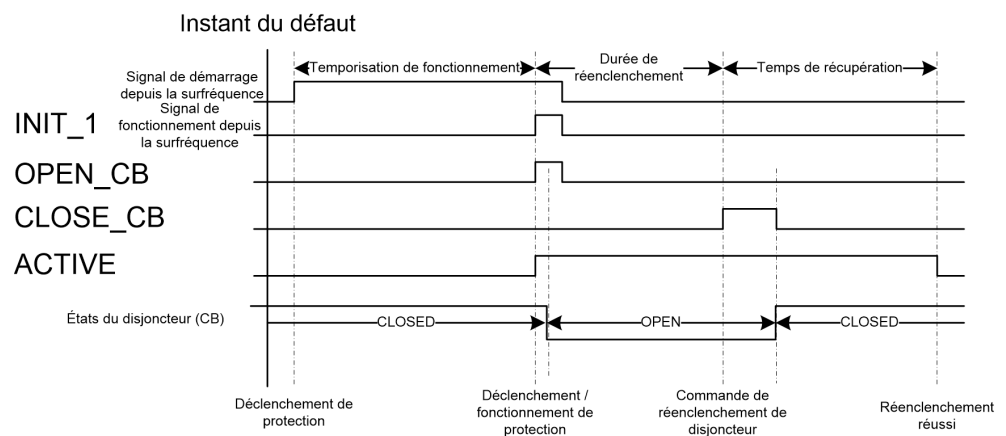 Instant du défaut
Temporisation de fonctionnement
Durée de
réenclenchement
Temps de récupération
Signal de démarrage
depuis la surfréquence
Signal de
fonctionnement depuis
la surfréquence
INIT_1
OPEN_CB
CLOSE_CB
ACTIVE
États du disjoncteur (CB)
CLOSED
OPEN
CLOSED
Déclenchement de
protection
Déclenchement /
fonctionnement de
protection
Commande de
réenclenchement de
disjoncteur
Réenclenchement
réussi